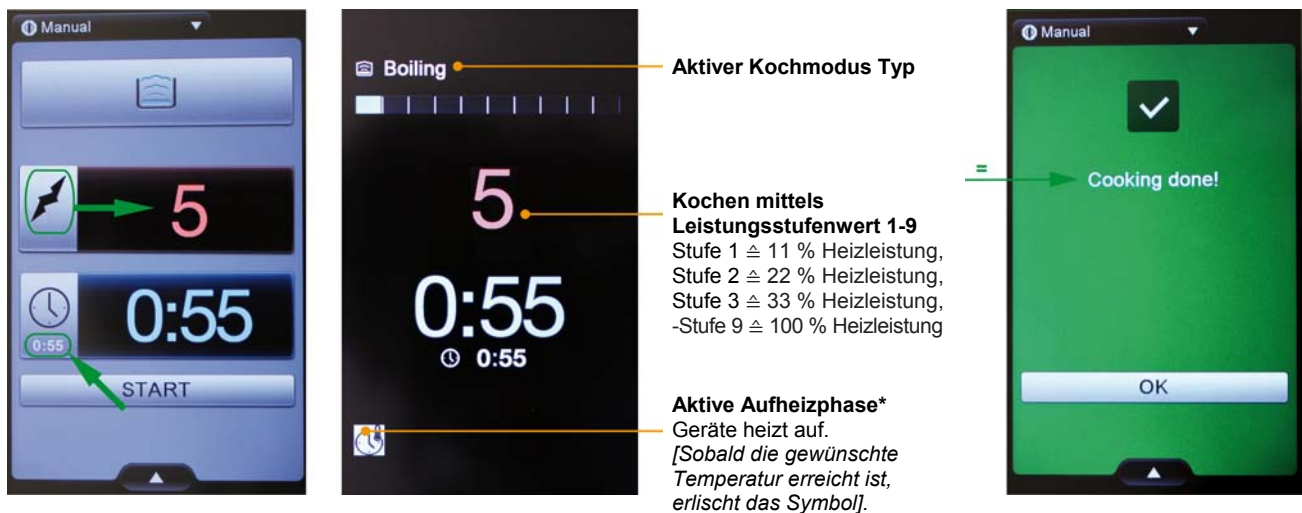 Manual
5
0:55
0:55
START
Boiling
5
0:55
0:55
Aktiver Kochmodus Typ
Kochen mittels
Leistungsstufenwert 1-9
Stufe 1 ≙ 11 % Heizleistung,
Stufe 2 ≙ 22 % Heizleistung,
Stufe 3 ≙ 33 % Heizleistung,
-Stufe 9 ≙ 100 % Heizleistung
Aktive Aufheizphase*
Geräte heizt auf.
[Sobald die gewünschte
Temperatur erreicht ist,
erlischt das Symbol].
=
Manual
Cooking done!
OK